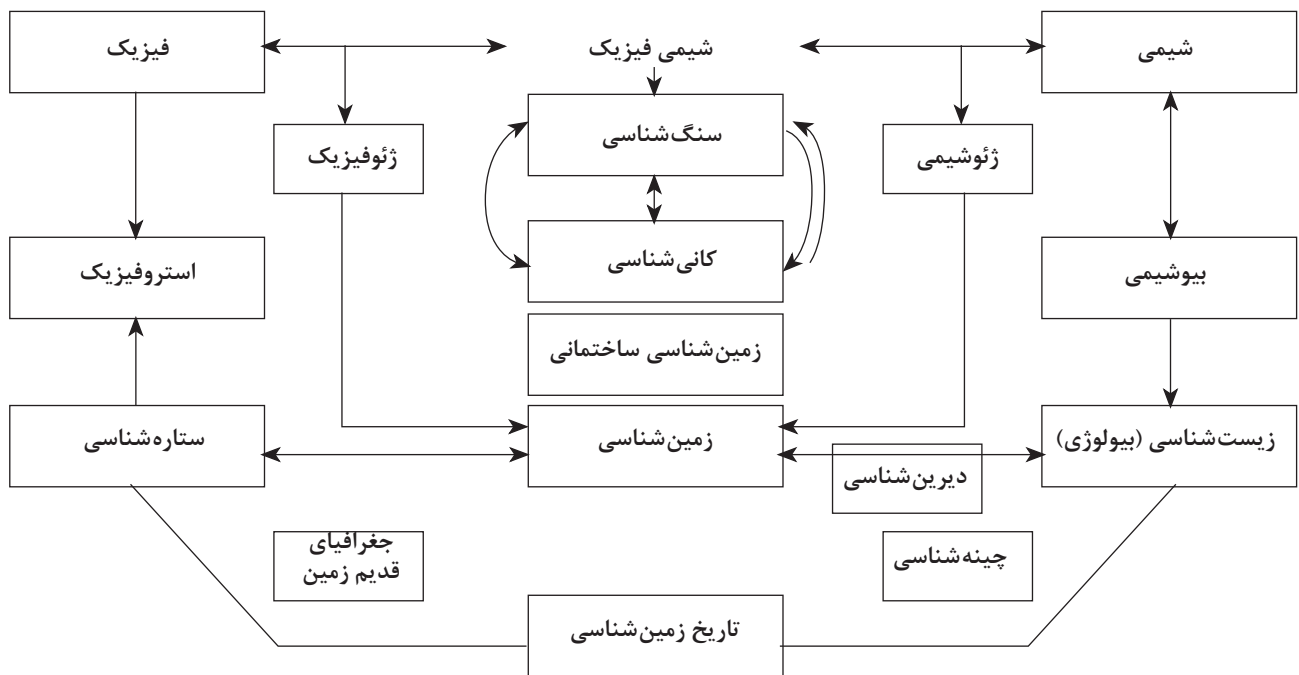 شیمی
شیمی فیزیک
فیزیک
سنگ‌شناسی
ژئوشیمی
ژئوفیزیک
کانی‌شناسی
بیوشیمی
استروفیزیک
زمین‌شناسی ساختمانی
زیست‌شناسی (بیولوژی)
زمین‌شناسی
ستاره‌شناسی
دیرین‌شناسی
چینه‌شناسی
جغرافیای
قدیم زمین
تاریخ زمین‌شناسی